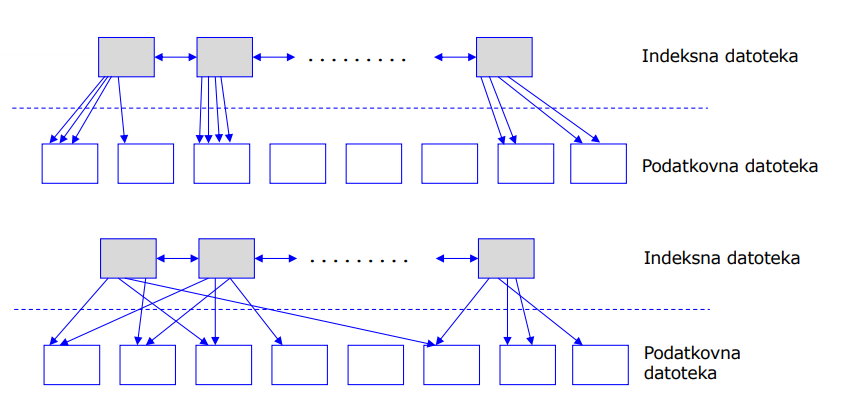 Indeksna datoteka
Podatkovna datoteka
Indeksna datoteka
Podatkovna
datoteka